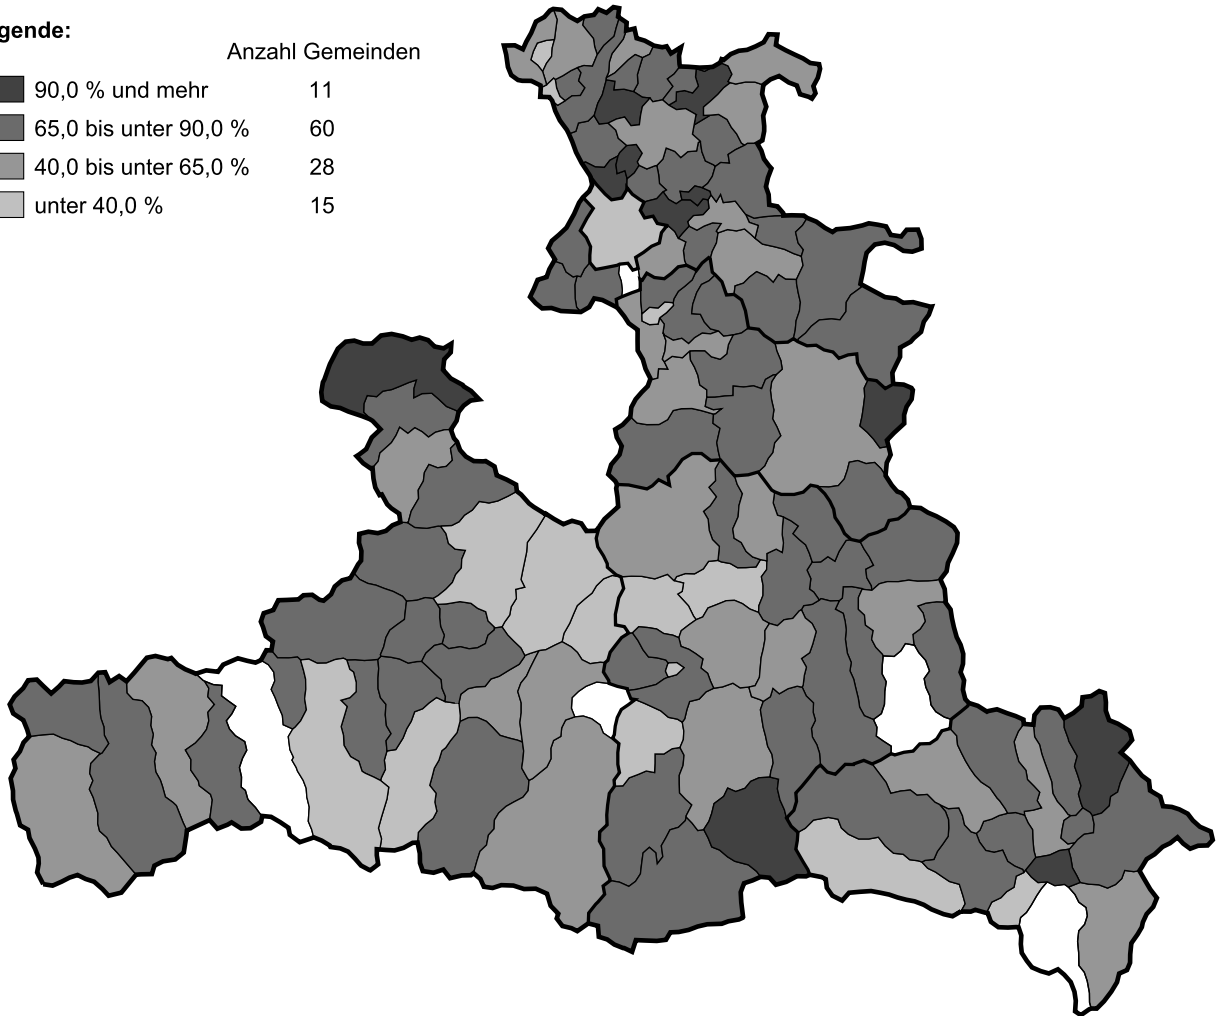 gende:
Anzahl Gemeinden
90,0 % und mehr 11
65,0 bis unter 90,0 % 60
40,0 bis unter 65,0 % 28
unter 40,0 % 15